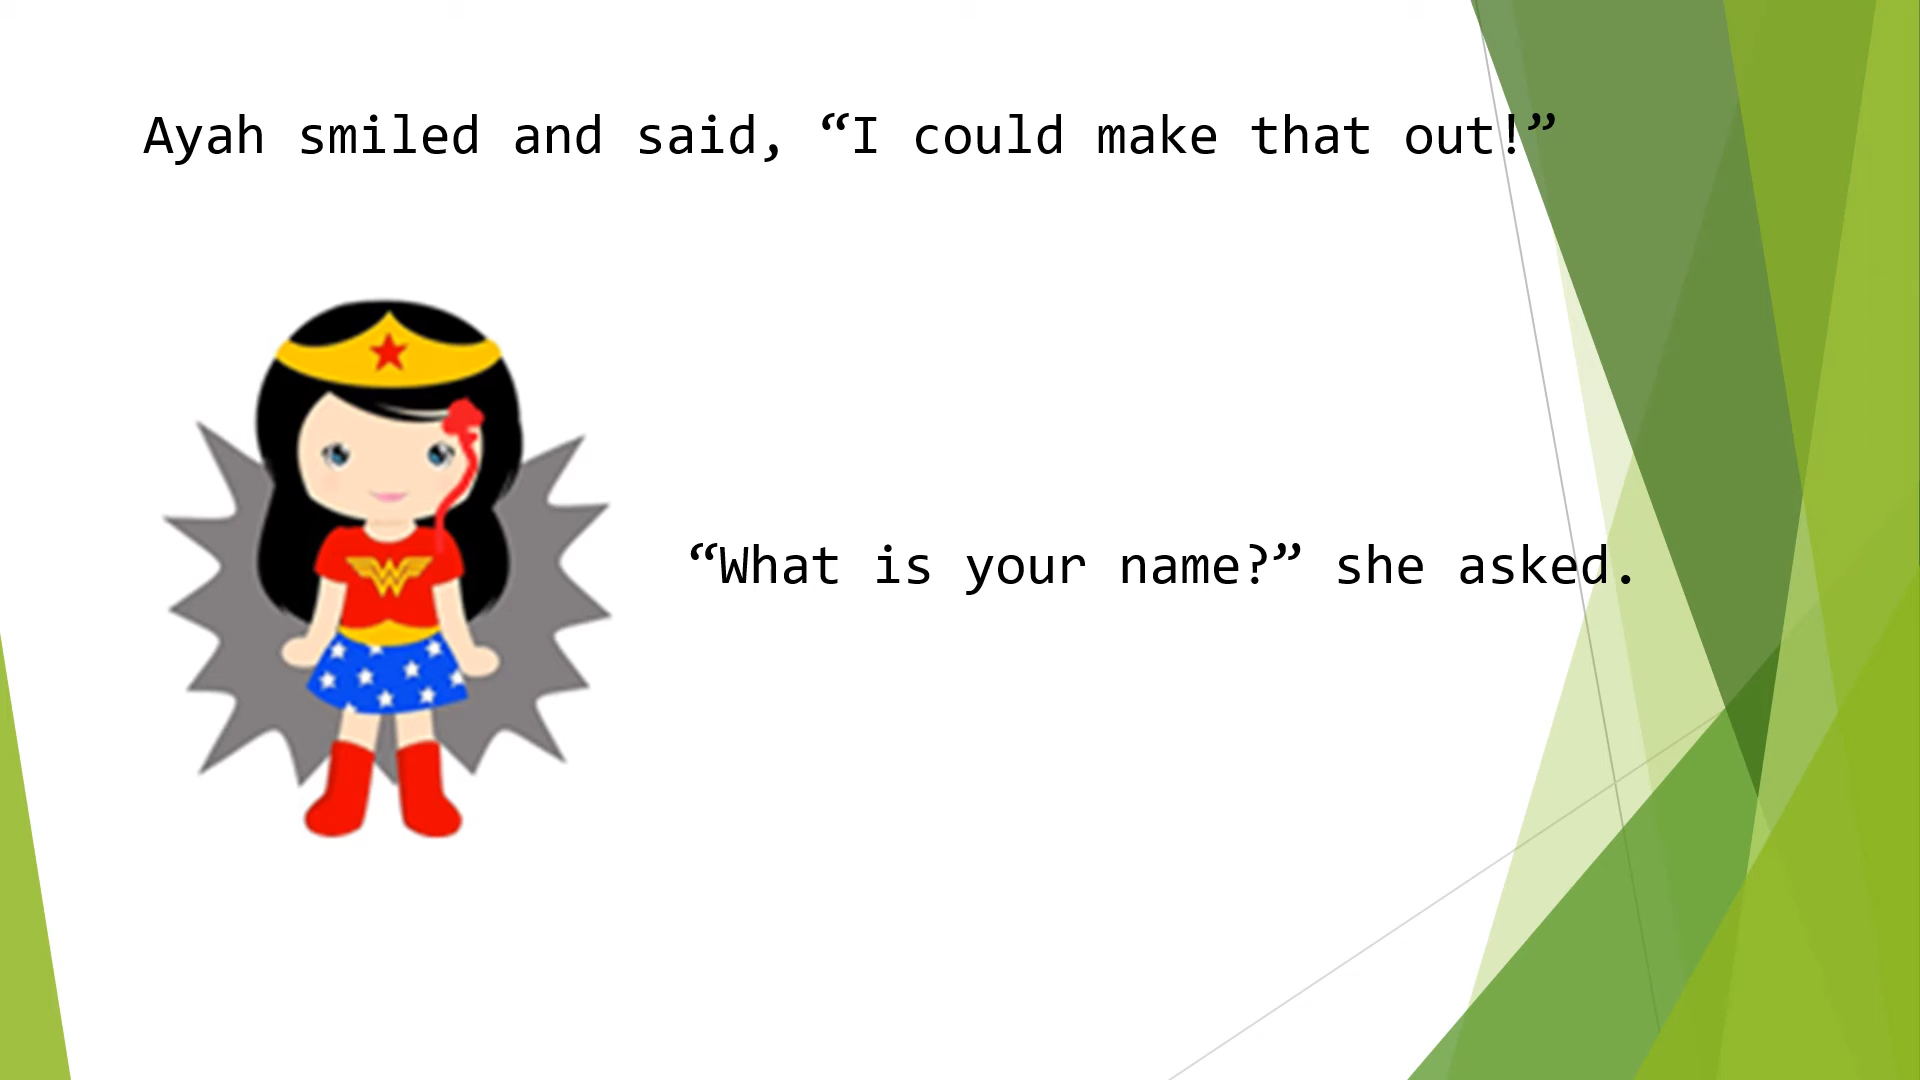 Ayah smiled and said, “I could make that out!”
“What is your name?” she asked.